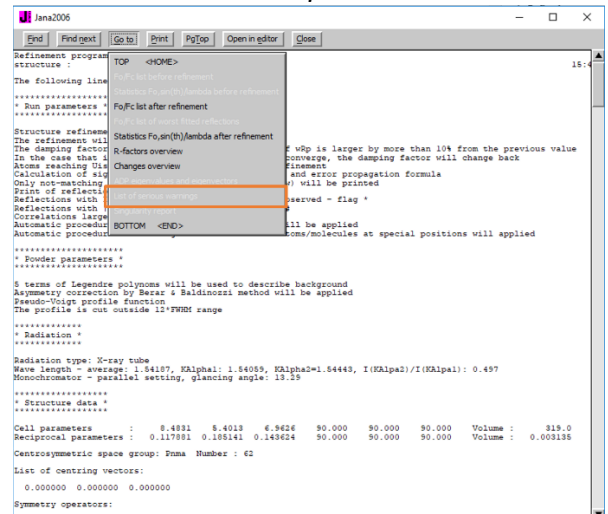 Jana2006
Find Find next Go to Print PgTop Open in editor Close
Refinement program
structure : 15:4
The following line
TOP <HOME>
Fo/Fc list before refinement
Statistics Fo,sin(th)/lambda before refinement
Fo/Fc list after refinement
Fo/Fc list of worst fitted reflections
Statistics Fo,sin(th)/lambda after refinement
R-factors overview
Changes overview
ADP eigenvalues and eigenvectors
List of serious warnings
Singularity report
BOTTOM <END>
********************
* Run parameters *
********************
Structure refineme
The refinement wil
The damping factor f wRp is larger by more than 10% from the previous value
In the case that i converge, the damping factor will change back
Atoms reaching Uis finement
Calculation of sig and error propagation formula
Only not-matching w) will be printed
Print of reflectio
Reflections with served - flag *
Reflections with
Correlations large
Automatic procedur ll be applied
Automatic procedur toms/molecules at special positions will applied
*********************
* Powder parameters *
*********************
5 terms of Legendre polynoms will be used to describe background
Asymmetry correction by Berar & Baldinozzi method will be applied
Pseudo-Voigt profile function
The profile is cut outside 12*FWHM range
*************
* Radiation *
*************
Radiation type: X-ray tube
Wave length - average: 1.54187, KAlpha1: 1.54059, KAlpha2=1.54443, I(KAlpa2)/I(KAlpa1): 0.497
Monochromator - parallel setting, glancing angle: 13.29
******************
* Structure data *
******************
Cell parameters : 8.4831 5.4013 6.9626 90.000 90.000 90.000 Volume : 319.0
Reciprocal parameters : 0.117881 0.185141 0.143624 90.000 90.000 90.000 Volume : 0.003135
Centrosymmetric space group: Pnma Number : 62
List of centring vectors:
0.000000 0.000000 0.000000
Symmetry operators: